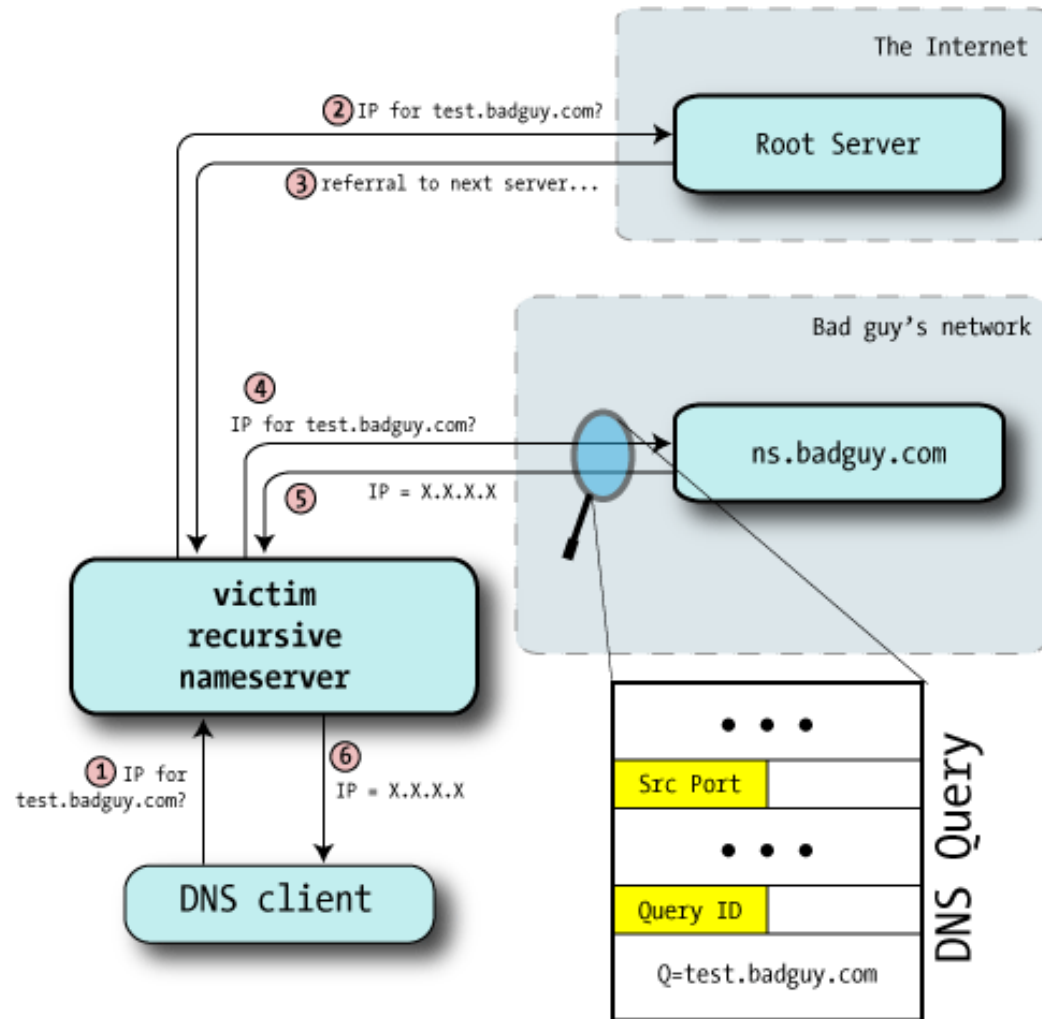 The Internet
2 IP for test.badguy.com?
Root Server
3 referral to next server...
Bad guy's network
4
IP for test.badguy.com?
ns.badguy.com
5
IP = X.X.X.X
victim
recursive
nameserver
1 IP for
test.badguy.com?
6
IP = X.X.X.X
DNS client
• • •
Src Port
• • •
Query ID
Q=test.badguy.com
DNS Query